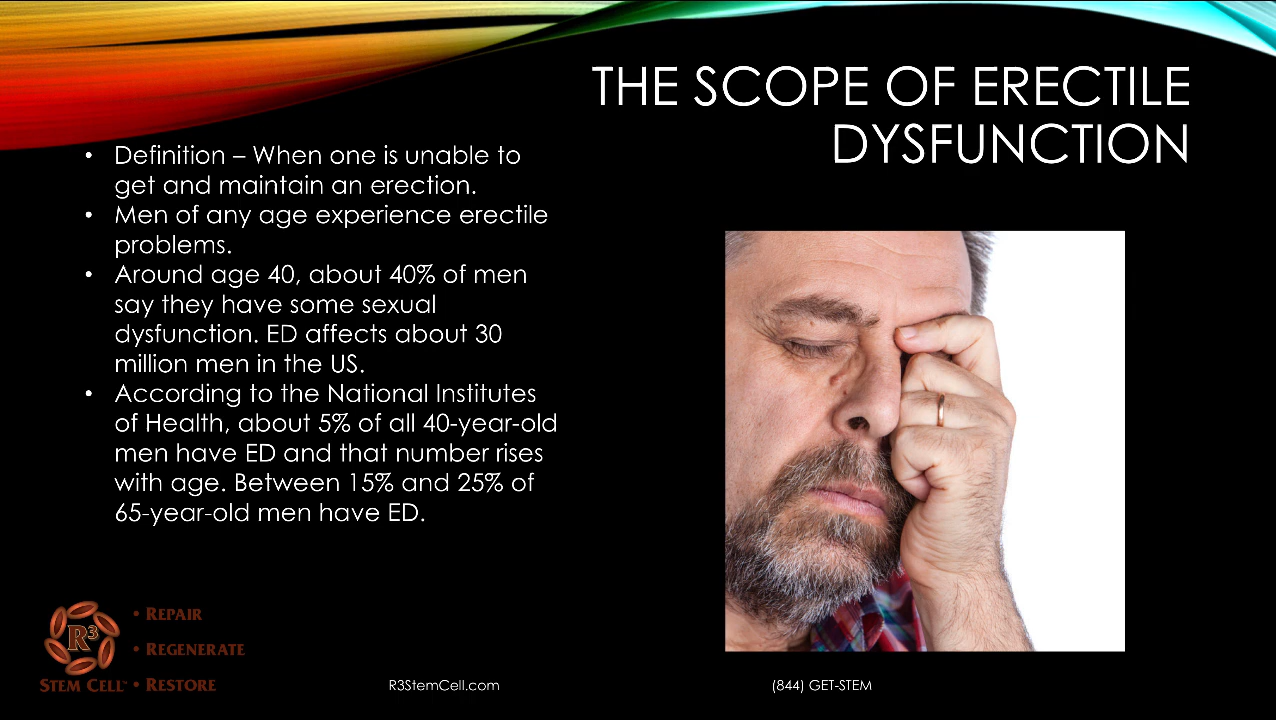 THE SCOPE OF ERECTILE
DYSFUNCTION
• Definition – When one is unable to
get and maintain an erection.
• Men of any age experience erectile
problems.
• Around age 40, about 40% of men
say they have some sexual
dysfunction. ED affects about 30
million men in the US.
• According to the National Institutes
of Health, about 5% of all 40-year-old
men have ED and that number rises
with age. Between 15% and 25% of
65-year-old men have ED.
R³
STEM CELL™
• REPAIR
• REGENERATE
• RESTORE
R3StemCell.com
(844) GET-STEM